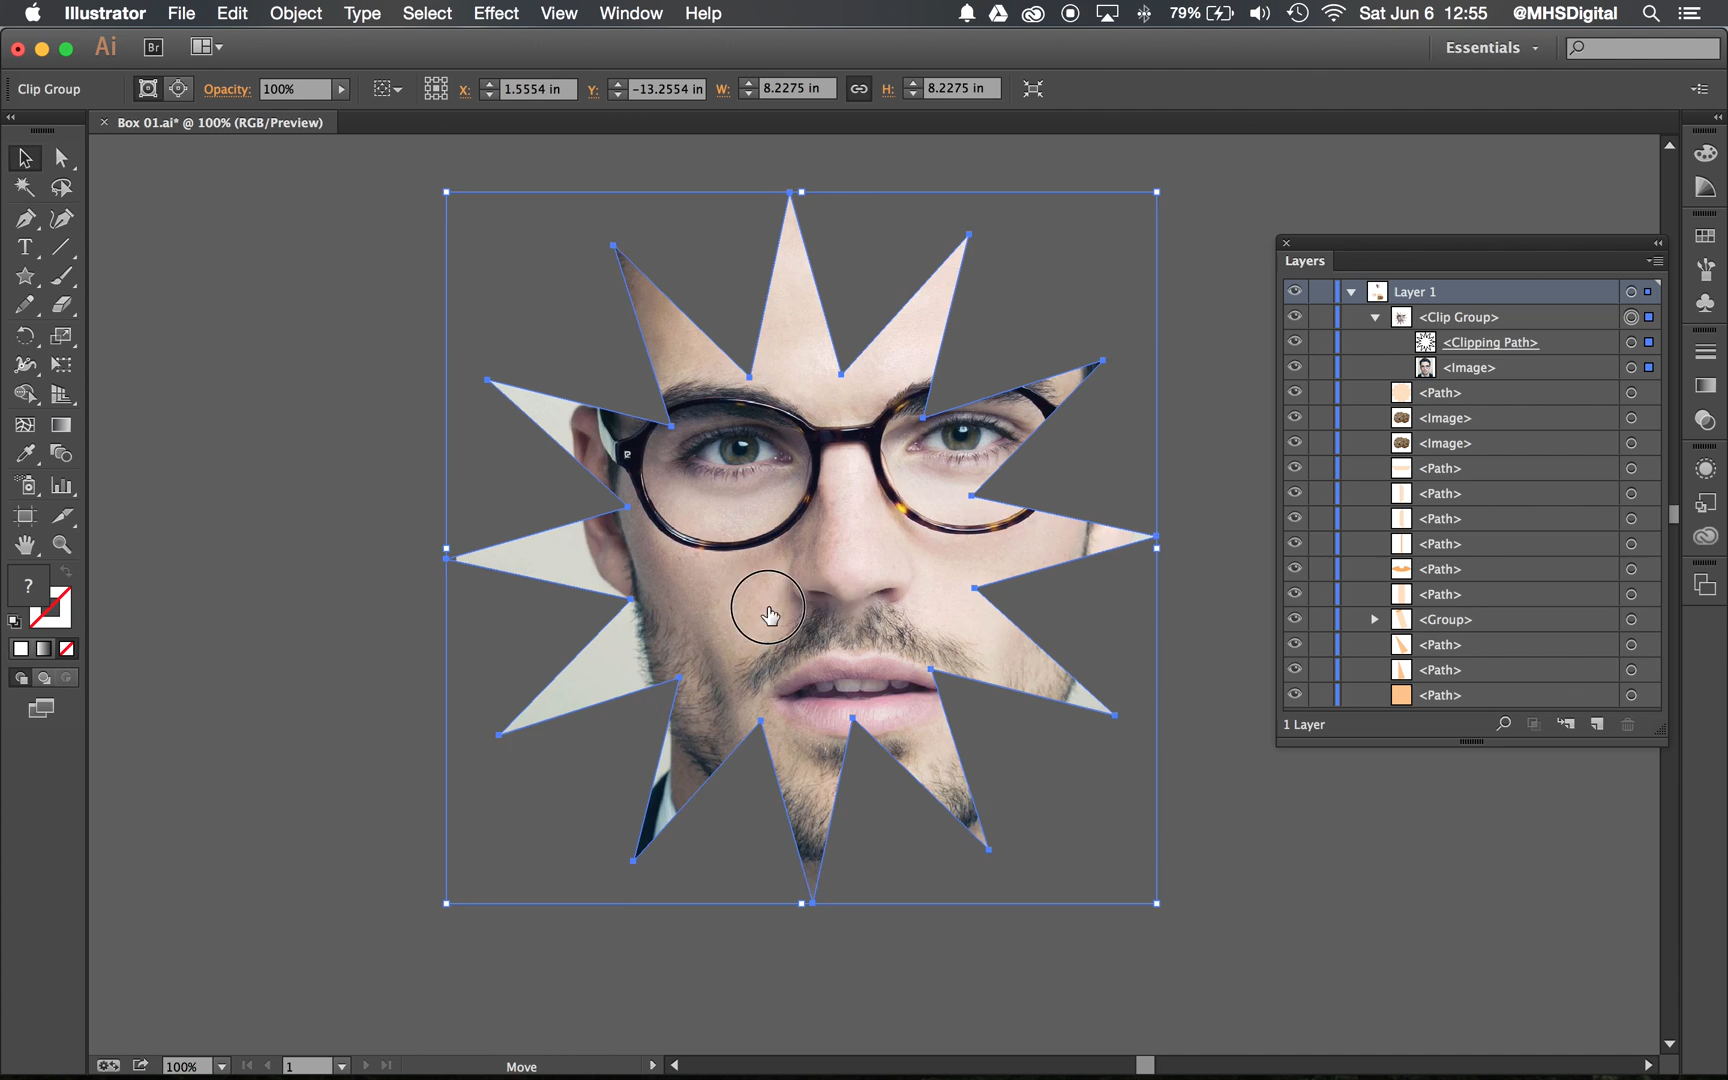 Illustrator File Edit Object Type Select Effect View Window Help 79% Sat Jun 6 12:55 @MHSDigital
Ai Br Essentials
Clip Group Opacity: 100% X: 1.5554 in Y: -13.2554 in W: 8.2275 in H: 8.2275 in
× Box 01.ai* @ 100% (RGB/Preview)
T
?
Layers
Layer 1
<Clip Group>
<Clipping Path>
<Image>
<Path>
<Image>
<Image>
<Path>
<Path>
<Path>
<Path>
<Path>
<Path>
<Group>
<Path>
<Path>
<Path>
1 Layer
100% 1 Move